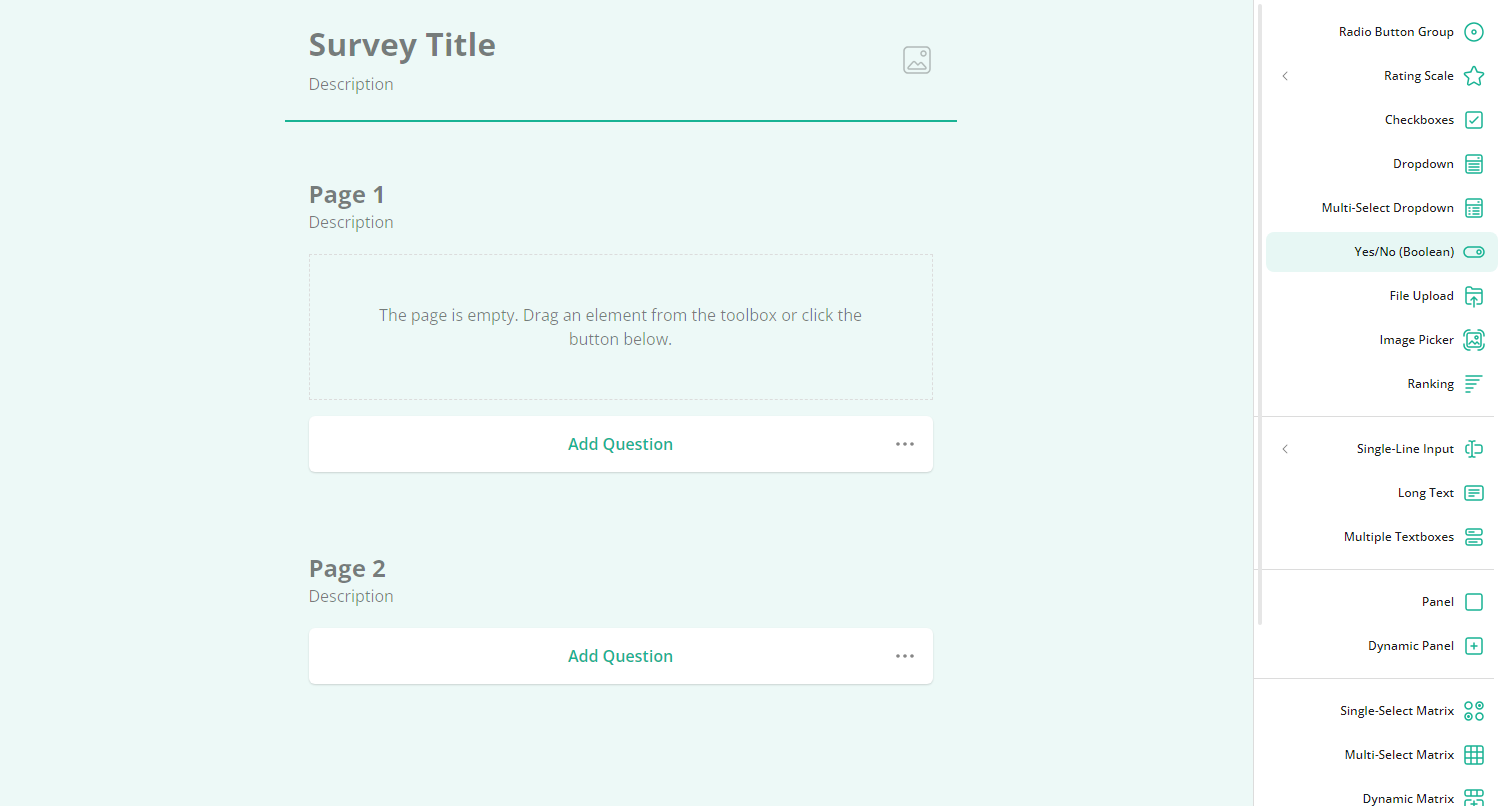 Survey Title
Description
Page 1
Description
The page is empty. Drag an element from the toolbox or click the
button below.
Add Question
Page 2
Description
Add Question
Radio Button Group
Rating Scale
Checkboxes
Dropdown
Multi-Select Dropdown
Yes/No (Boolean)
File Upload
Image Picker
Ranking
Single-Line Input
Long Text
Multiple Textboxes
Panel
Dynamic Panel
Single-Select Matrix
Multi-Select Matrix
Dynamic Matrix